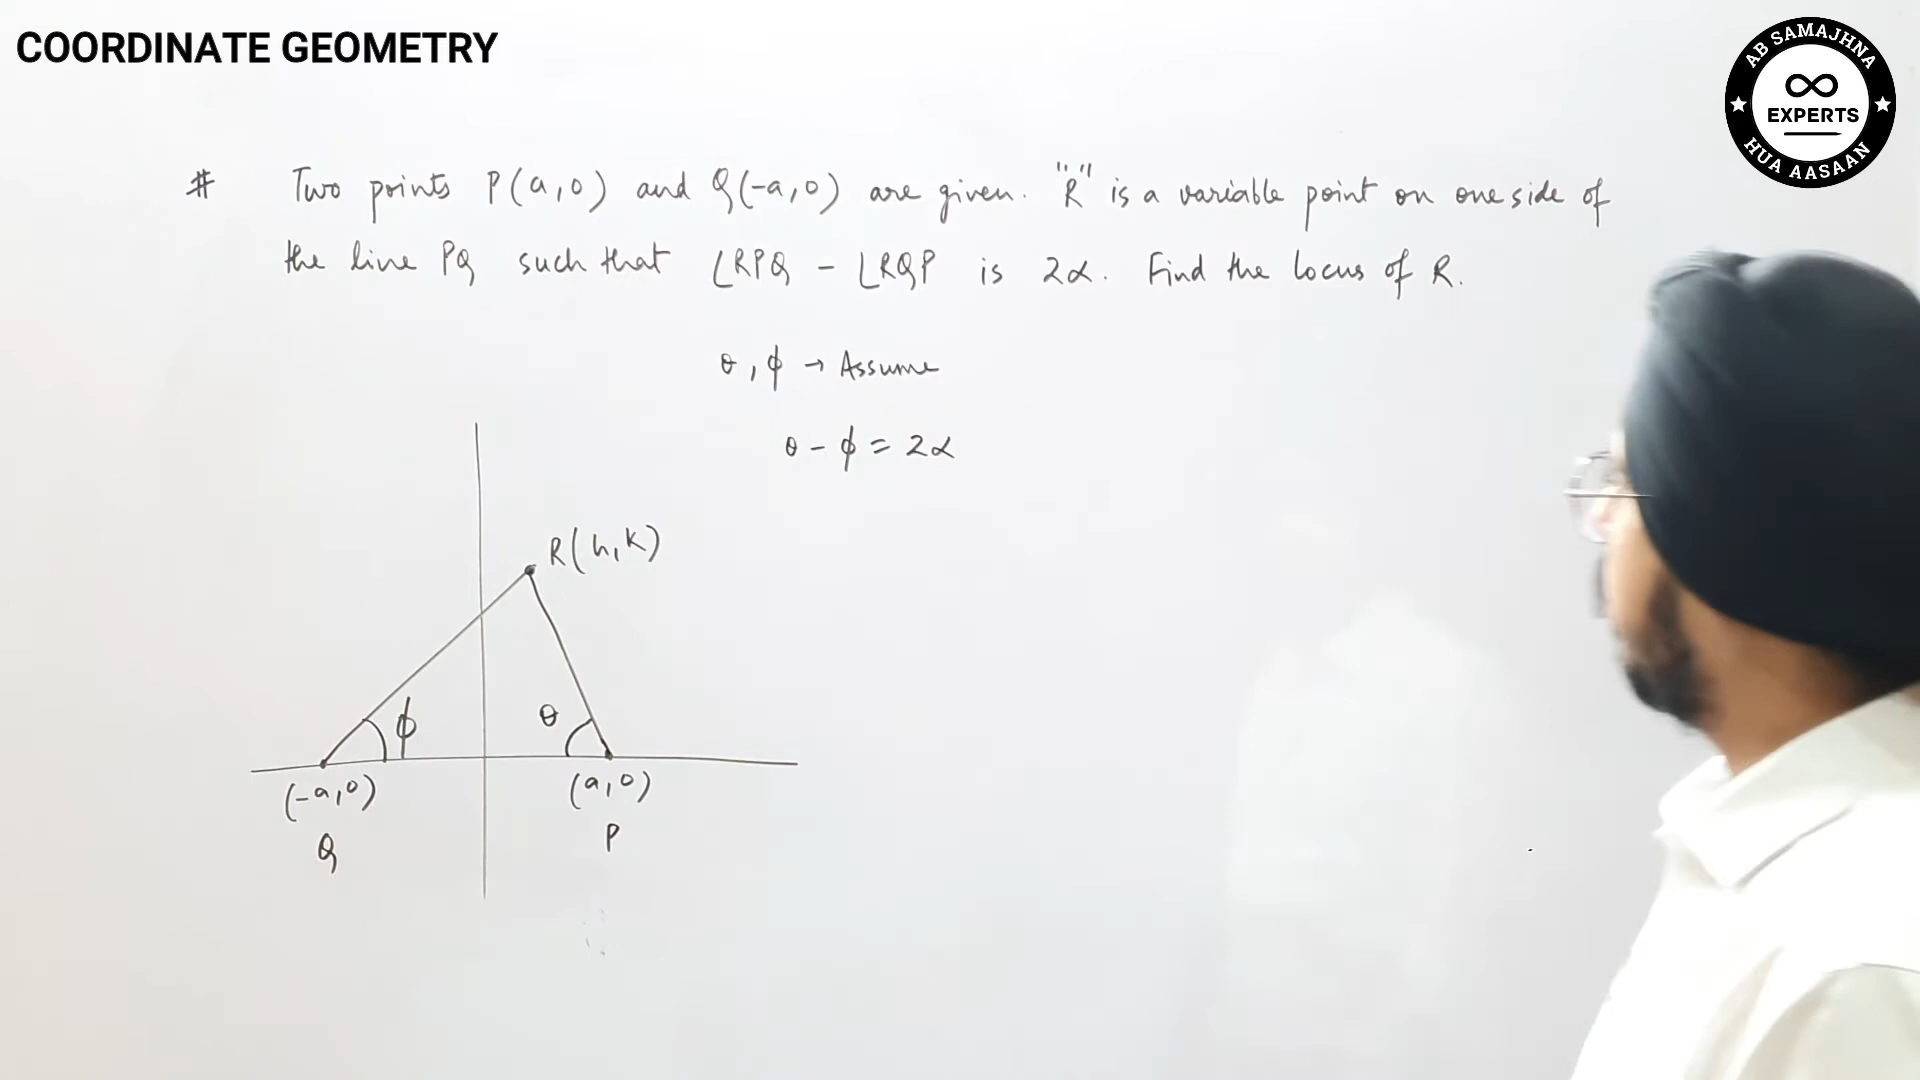 COORDINATE GEOMETRY
AB SAMAJHNA
∞
EXPERTS
HUA AASAAN
# Two points P(a,0) and Q(-a,0) are given. "R" is a variable point on one side of
the line PQ such that ∠RPQ - ∠RQP is 2α. Find the locus of R.
θ, ϕ → Assume
θ - ϕ = 2α
R(h,k)
ϕ
θ
(-a,0)
(a,0)
Q
P